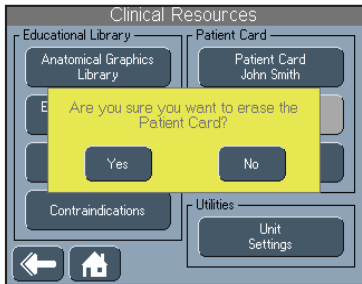 Clinical Resources
Educational Library
Patient Card
Anatomical Graphics
Library
Patient Card
John Smith
Are you sure you want to erase the
Patient Card?
Yes
No
Contraindications
Utilities
Unit
Settings